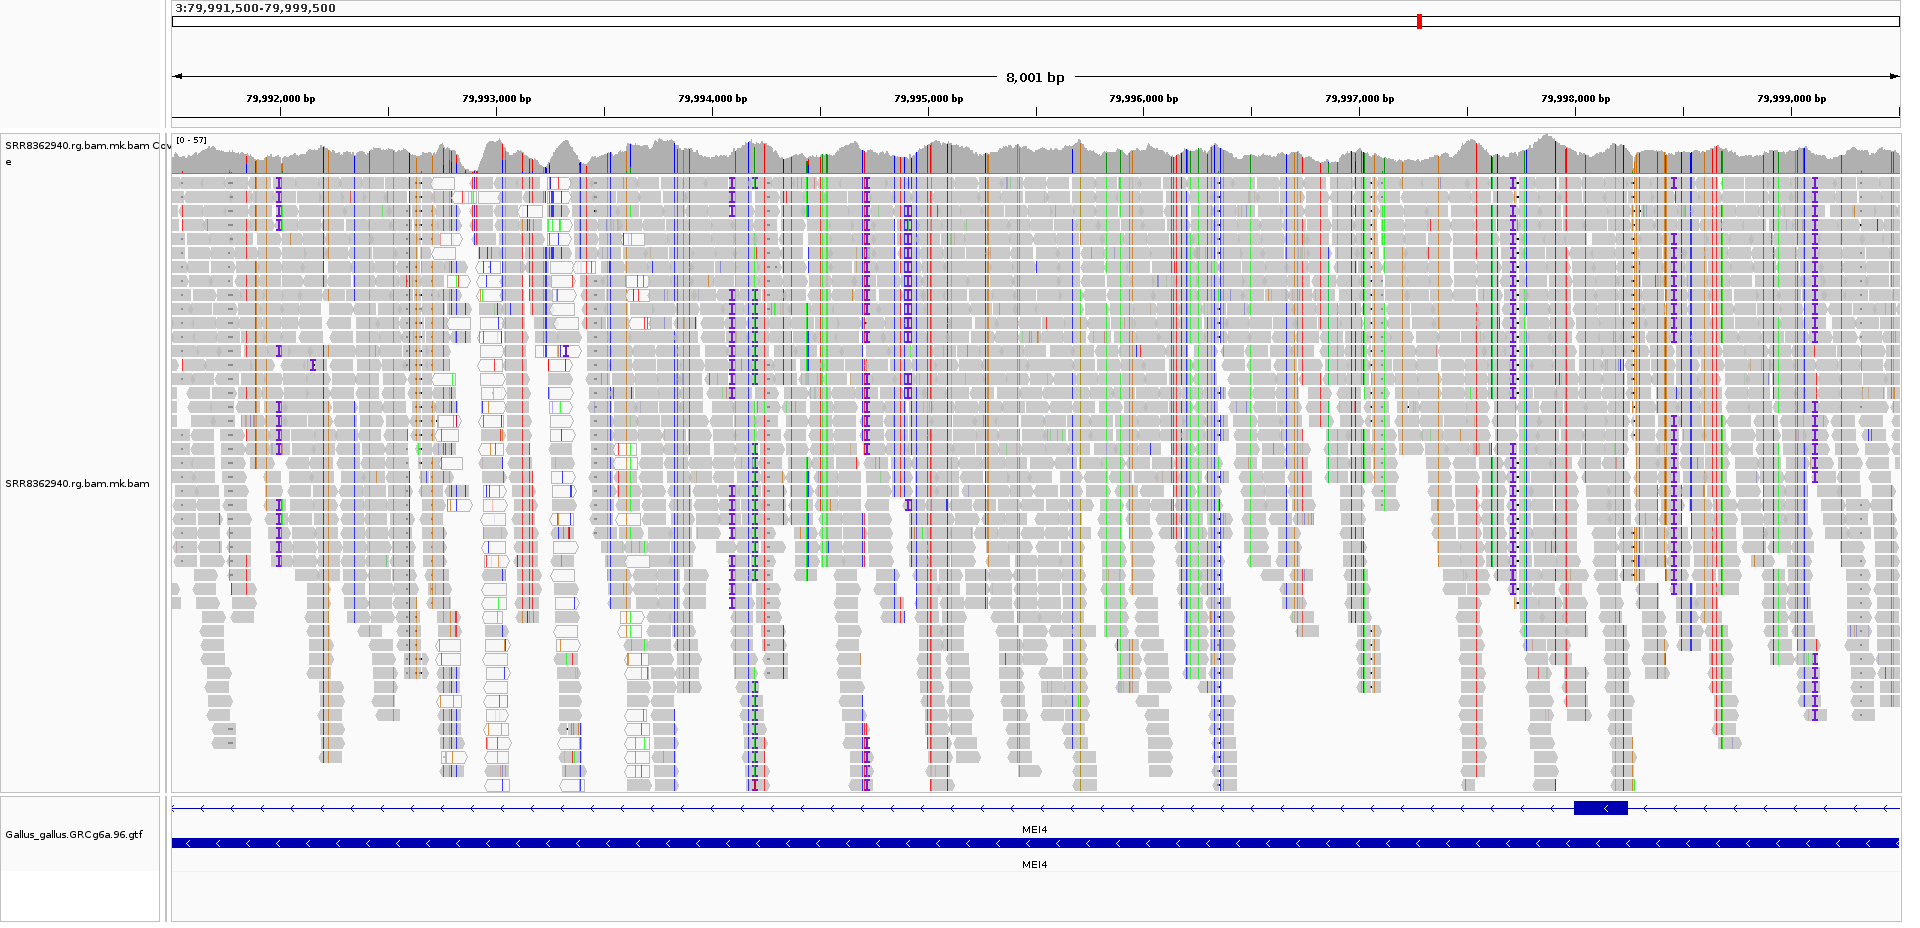 3:79,991,500-79,999,500
8,001 bp
79,992,000 bp 79,993,000 bp 79,994,000 bp 79,995,000 bp 79,996,000 bp 79,997,000 bp 79,998,000 bp 79,999,000 bp
[0 - 57]
SRR8362940.rg.bam.mk.bam Cov
e
SRR8362940.rg.bam.mk.bam
MEI4
Gallus_gallus.GRCg6a.96.gtf
MEI4